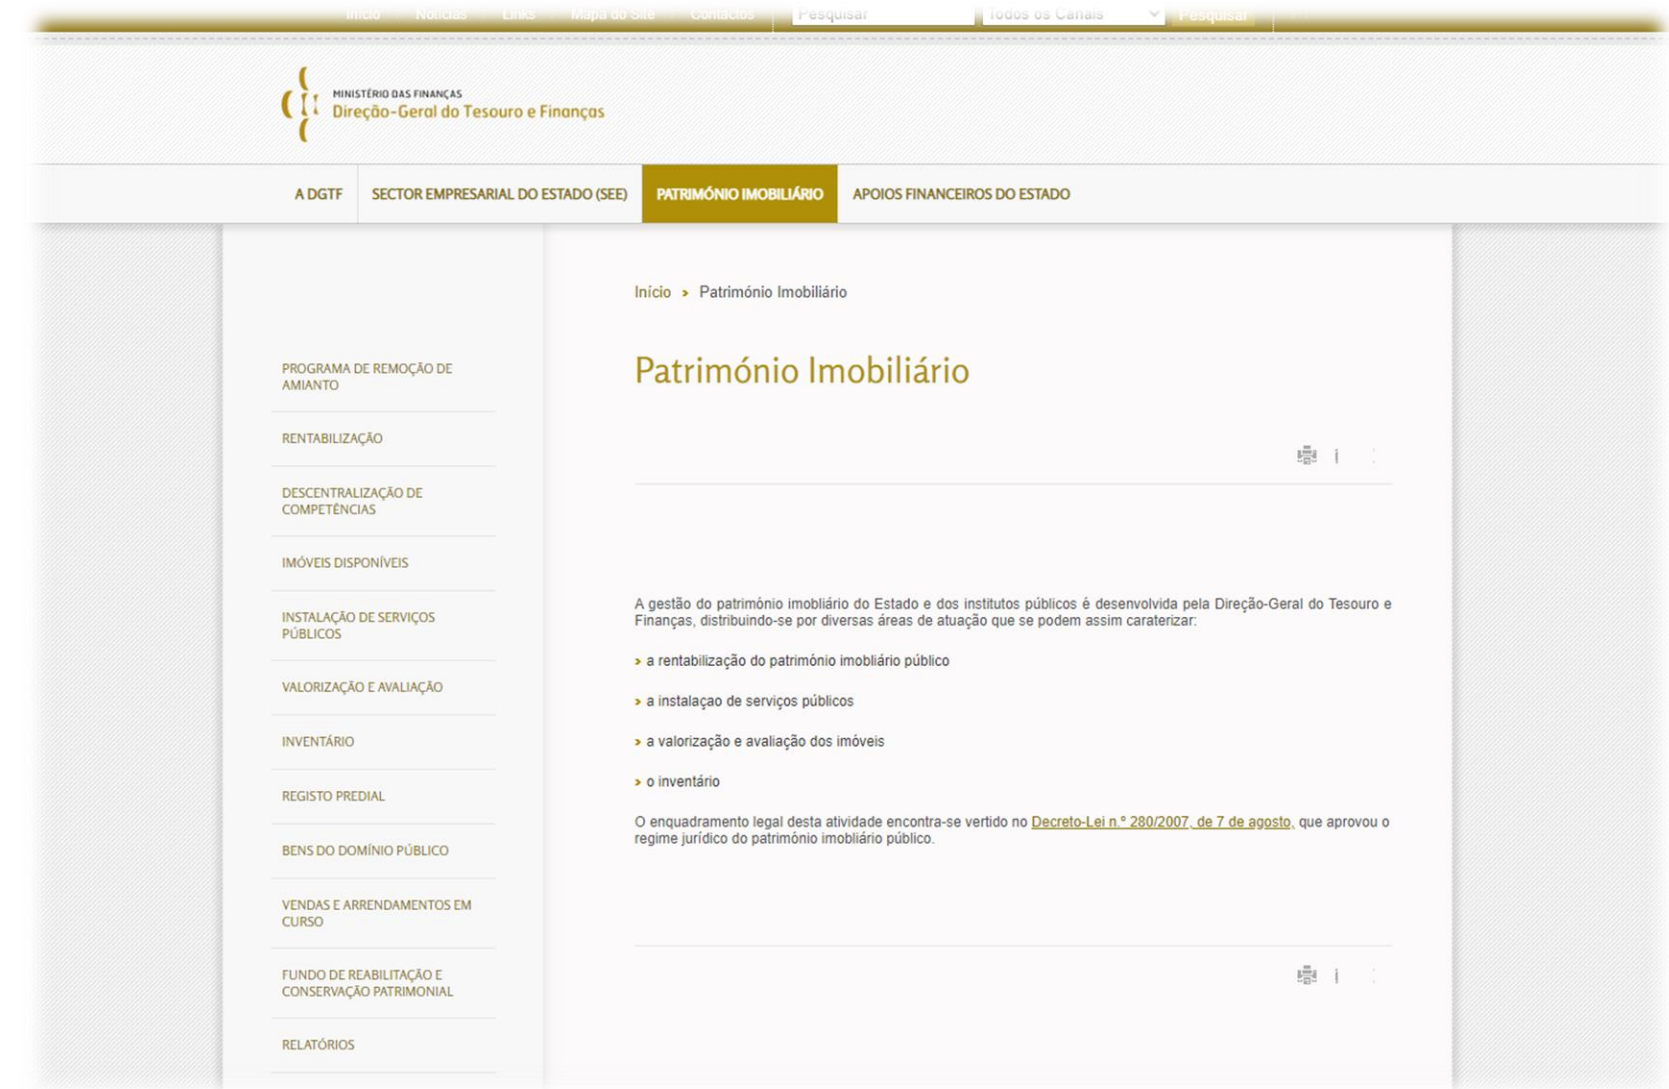 Início Notícias Links Mapa do Site Contactos Pesquisar Todos os Canais Pesquisar
MINISTÉRIO DAS FINANÇAS
Direção-Geral do Tesouro e Finanças
A DGTF SECTOR EMPRESARIAL DO ESTADO (SEE) PATRIMÓNIO IMOBILIÁRIO APOIOS FINANCEIROS DO ESTADO
Início > Património Imobiliário
PROGRAMA DE REMOÇÃO DE
AMIANTO
RENTABILIZAÇÃO
DESCENTRALIZAÇÃO DE
COMPETÊNCIAS
IMÓVEIS DISPONÍVEIS
INSTALAÇÃO DE SERVIÇOS
PÚBLICOS
VALORIZAÇÃO E AVALIAÇÃO
INVENTÁRIO
REGISTO PREDIAL
BENS DO DOMÍNIO PÚBLICO
VENDAS E ARRENDAMENTOS EM
CURSO
FUNDO DE REABILITAÇÃO E
CONSERVAÇÃO PATRIMONIAL
RELATÓRIOS
Património Imobiliário
A gestão do património imobliário do Estado e dos institutos públicos é desenvolvida pela Direção-Geral do Tesouro e
Finanças, distribuindo-se por diversas áreas de atuação que se podem assim caraterizar:
> a rentabilização do património imobliário público
> a instalaçao de serviços públicos
> a valorização e avaliação dos imóveis
> o inventário
O enquadramento legal desta atividade encontra-se vertido no Decreto-Lei n.º 280/2007, de 7 de agosto, que aprovou o
regime jurídico do património imobliário público.